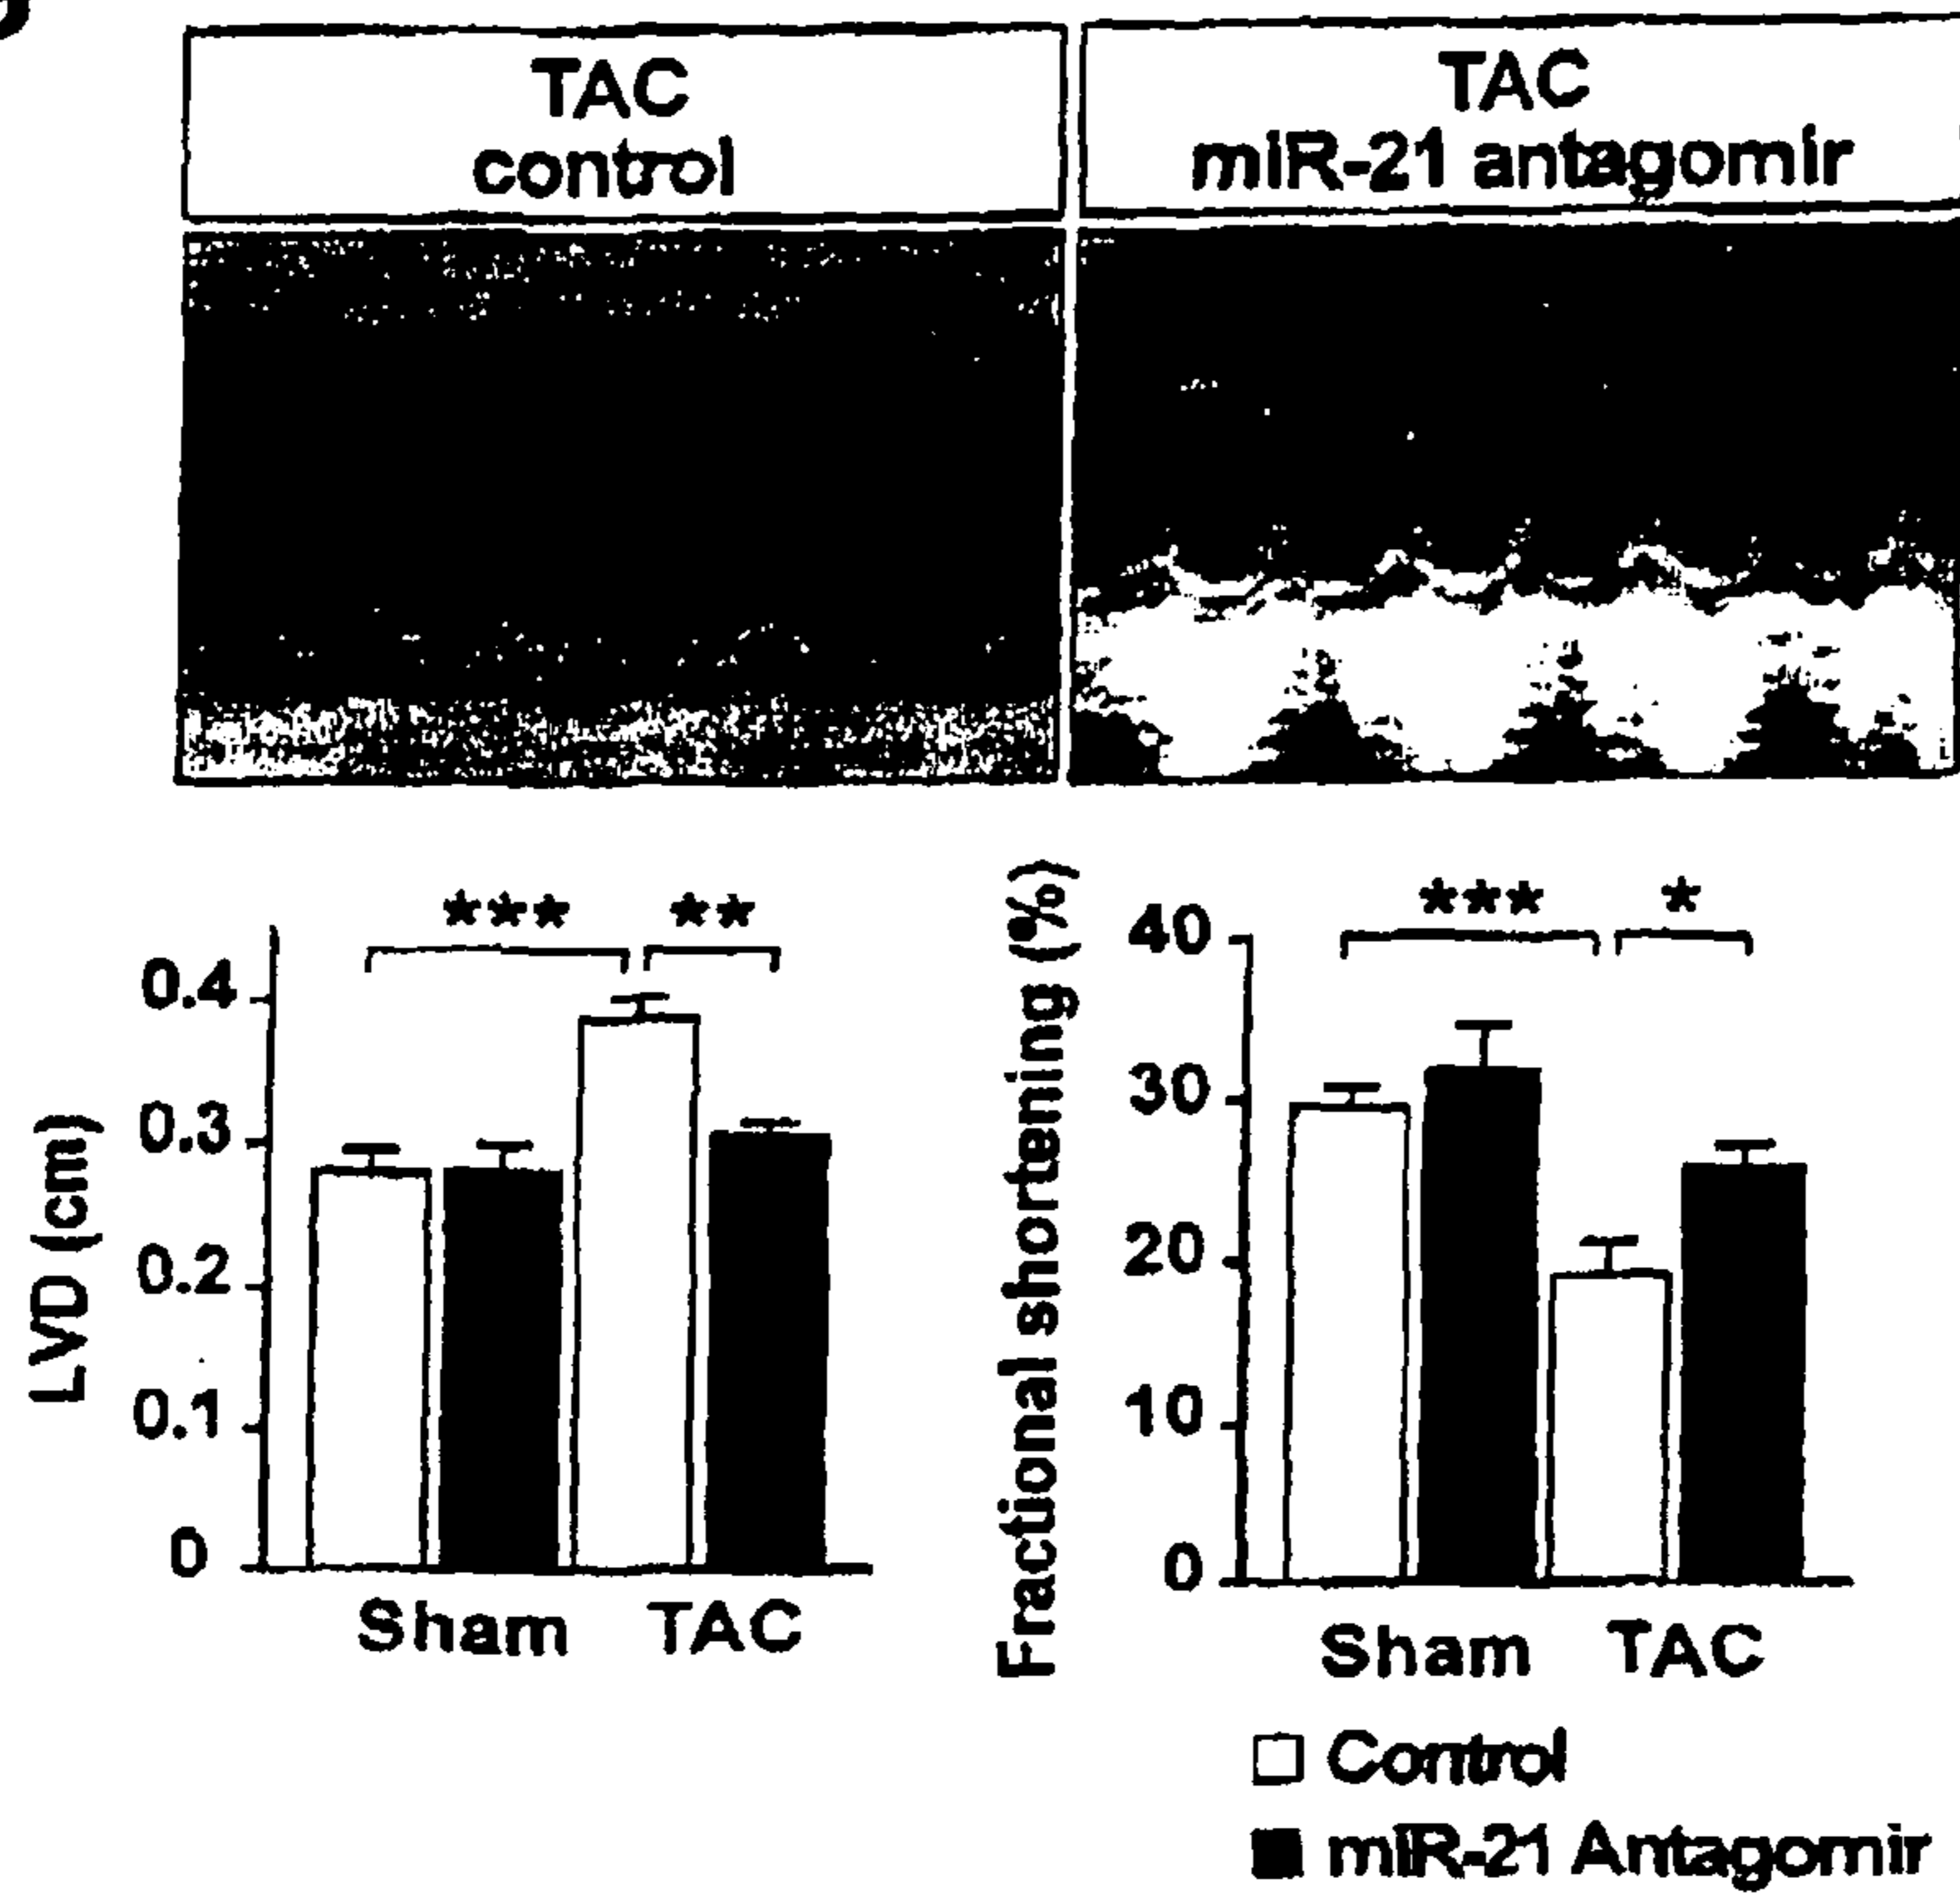 TAC
control
TAC
miR-21 antagomir
LVD (cm)
***
**
0.4
0.3
0.2
0.1
0
Sham
TAC
Fractional shortening (%)
***
*
40
30
20
10
0
Sham
TAC
Control
miR-21 Antagomir